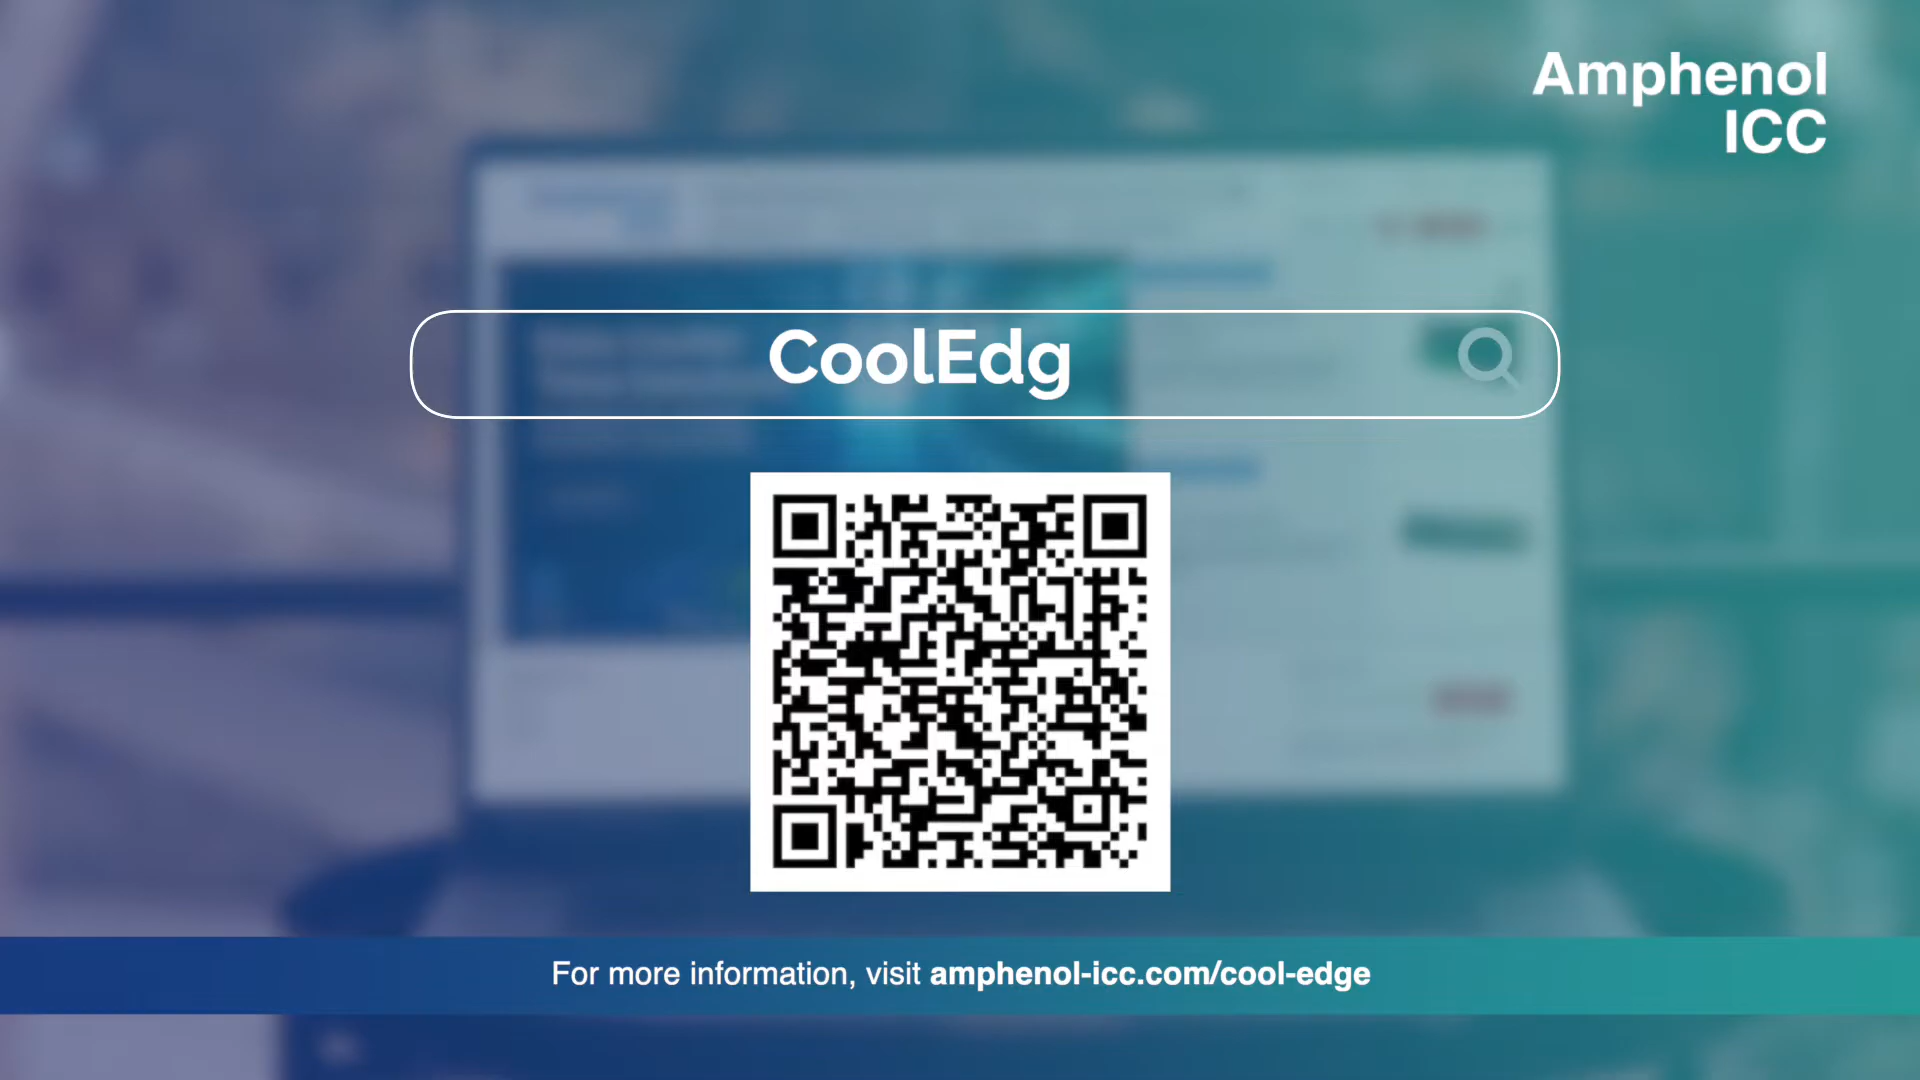 Amphenol
ICC
CoolEdg
For more information, visit amphenol-icc.com/cool-edge